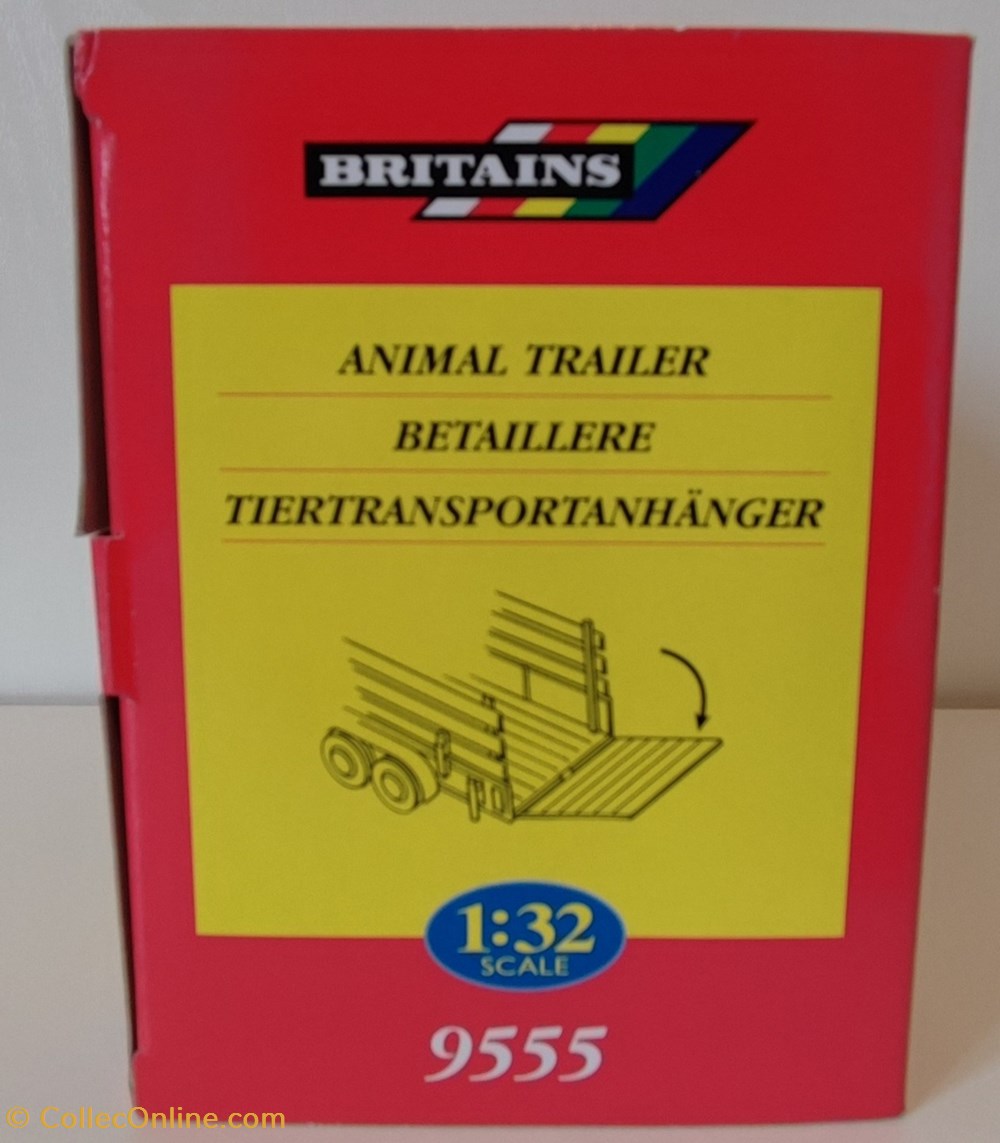 BRITAINS
ANIMAL TRAILER
BETAILLERE
TIERTRANSPORTANHÄNGER
1:32
SCALE
9555
© CollecOnline.com